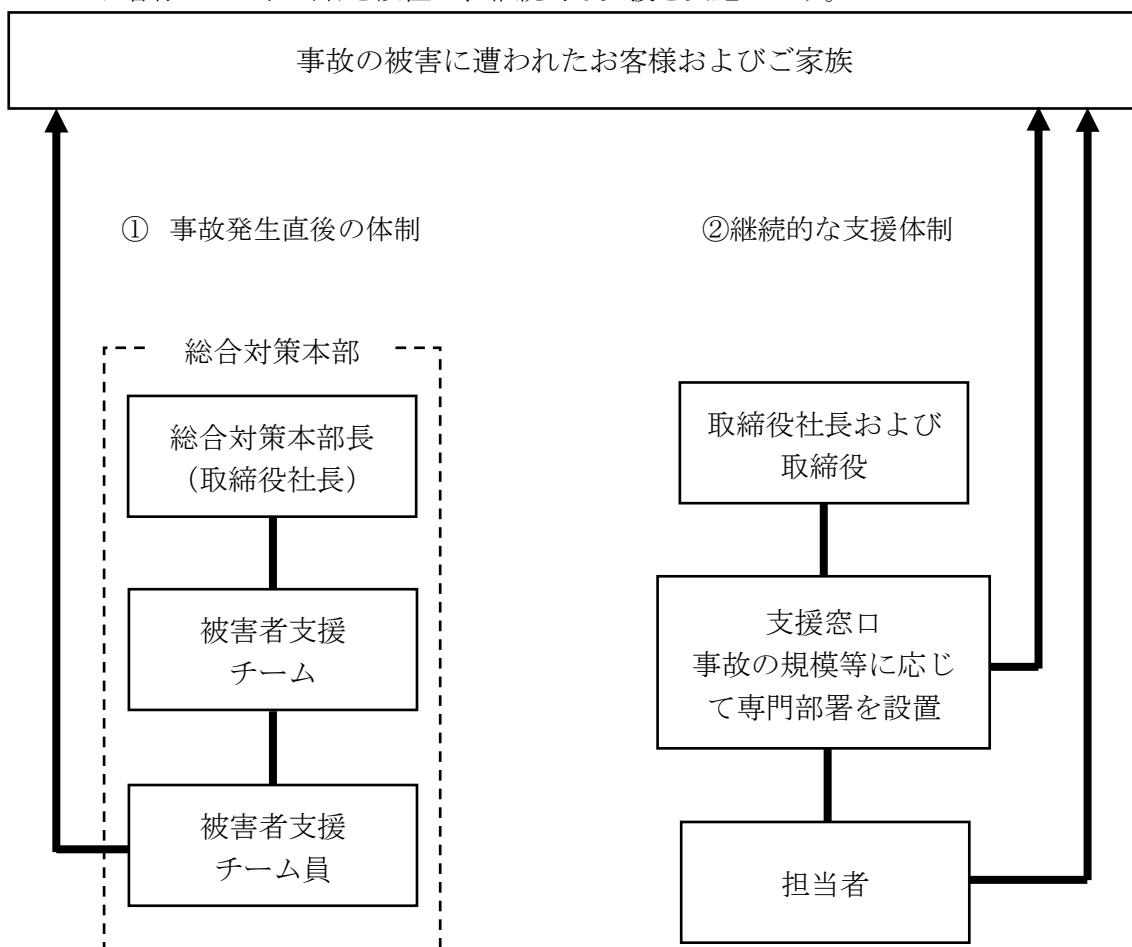 事故の被害に遭われたお客様およびご家族
① 事故発生直後の体制
総合対策本部
総合対策本部長
（取締役社長）
被害者支援
チーム
被害者支援
チーム員
②継続的な支援体制
取締役社長および
取締役
支援窓口
事故の規模等に応じ
て専門部署を設置
担当者